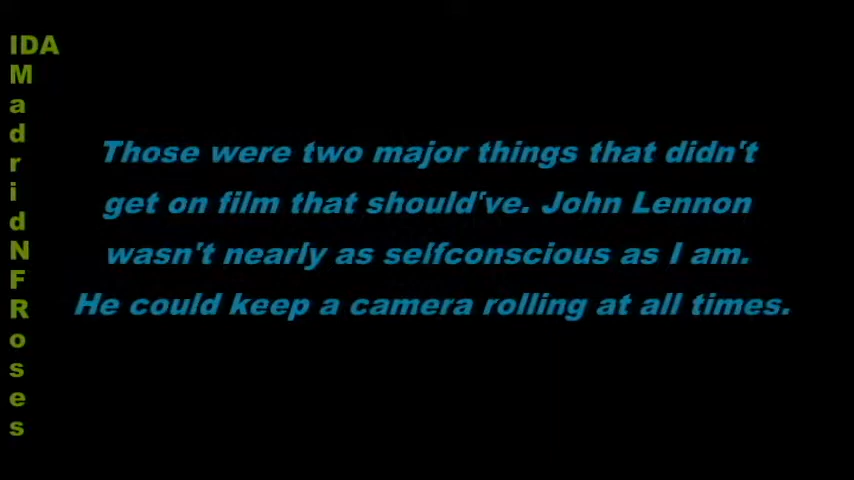 IDA
M
a
d
r
i
d
N
F
R
o
s
e
s
Those were two major things that didn't
get on film that should've. John Lennon
wasn't nearly as selfconscious as I am.
He could keep a camera rolling at all times.